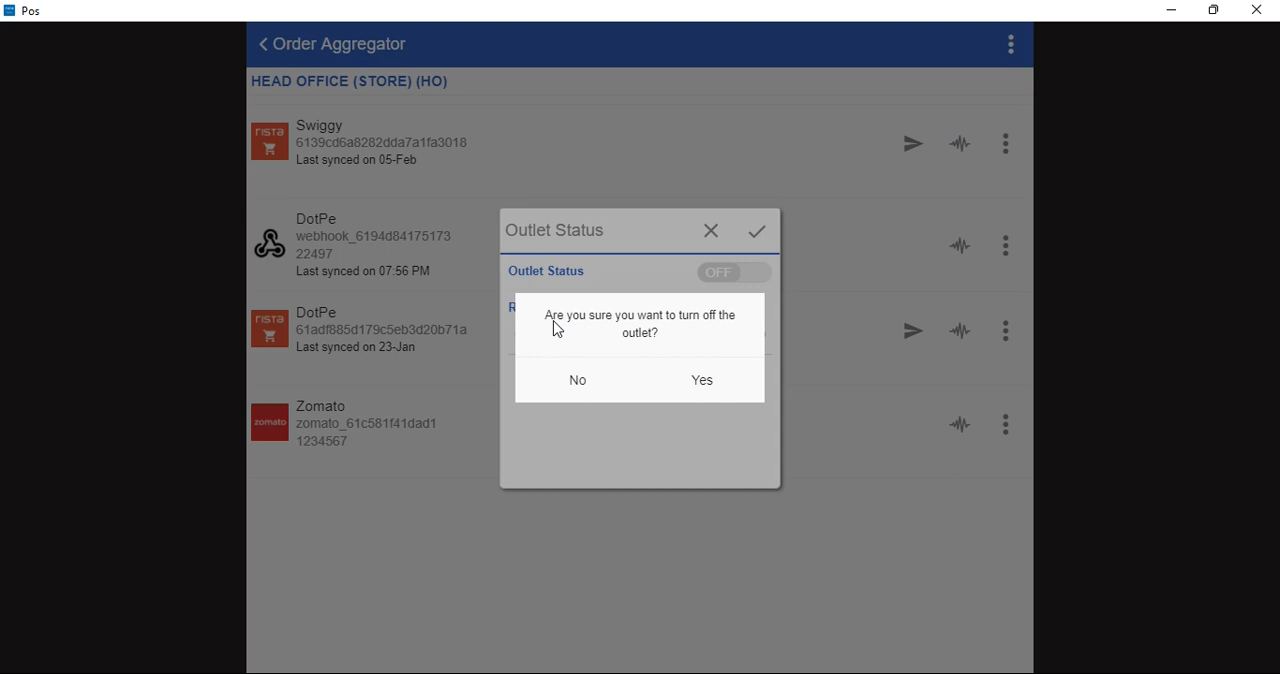 Pos
Order Aggregator
HEAD OFFICE (STORE) (HO)
rista
Swiggy
6139cd6a8282dda7a1fa3018
Last synced on 05-Feb
DotPe
webhook_6194d84175173
22497
Last synced on 07:56 PM
rista
DotPe
61adf885d179c5eb3d20b71a
Last synced on 23-Jan
zomato
Zomato
zomato_61c581f41dad1
1234567
Outlet Status
Outlet Status
OFF
Are you sure you want to turn off the
outlet?
No
Yes